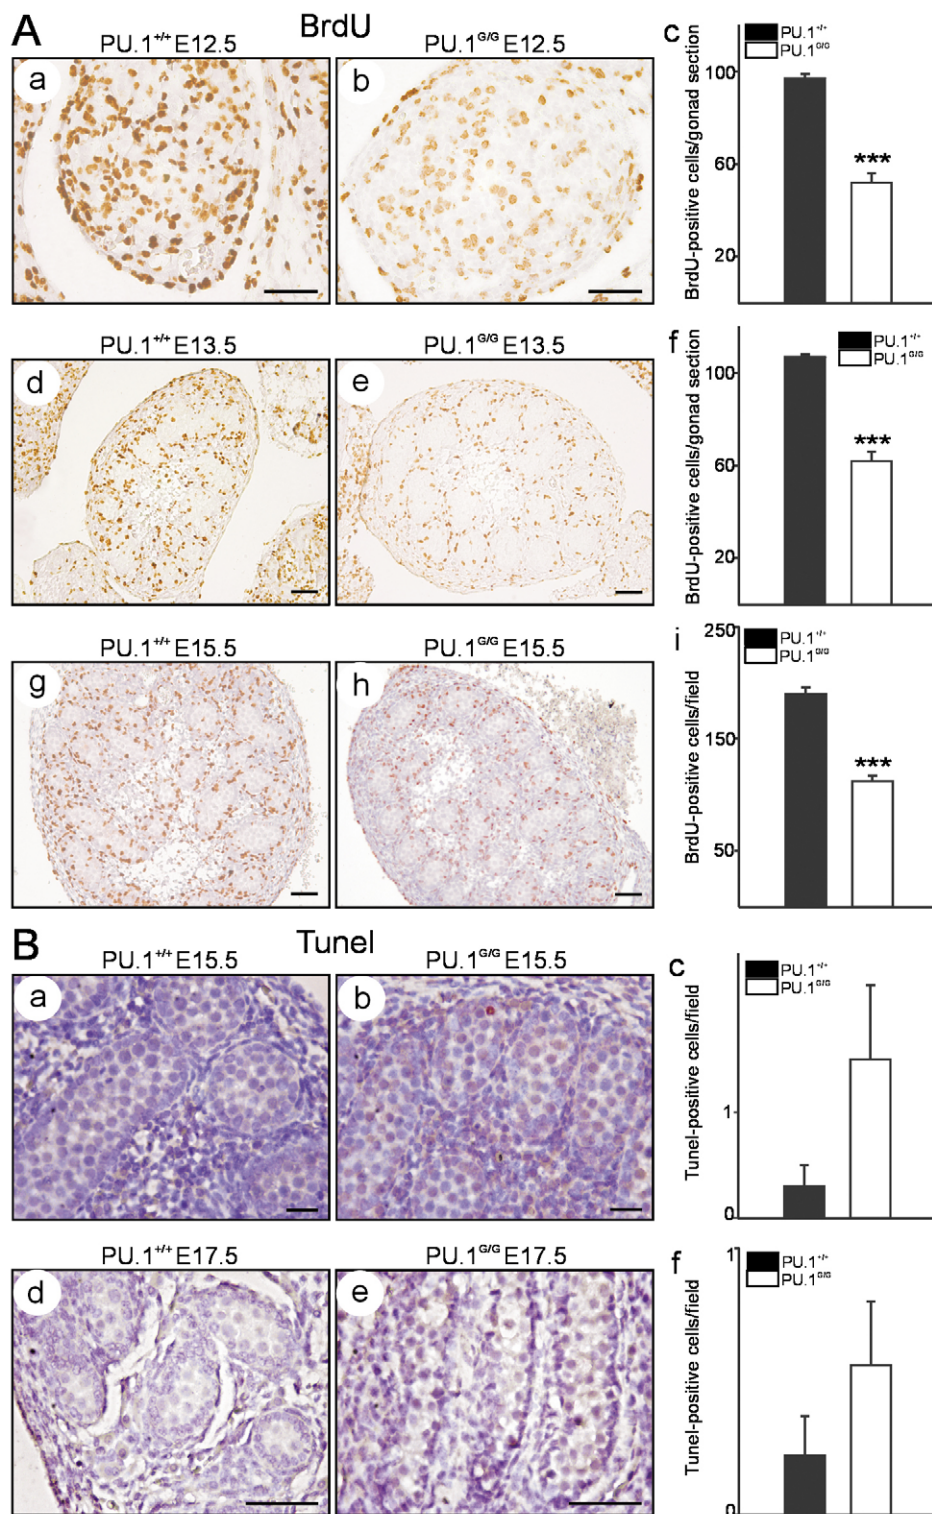 A BrdU
PU.1+/+ E12.5
PU.1G/G E12.5
a
b
c
PU.1+/+
PU.1G/G
BrdU-positive cells/gonad section
100
60
20
***
PU.1+/+ E13.5
PU.1G/G E13.5
d
e
f
PU.1+/+
PU.1G/G
BrdU-positive cells/gonad section
100
60
20
***
PU.1+/+ E15.5
PU.1G/G E15.5
g
h
i
PU.1+/+
PU.1G/G
BrdU-positive cells/field
250
150
50
***
B Tunel
PU.1+/+ E15.5
PU.1G/G E15.5
a
b
c
PU.1+/+
PU.1G/G
Tunel-positive cells/field
1
0
PU.1+/+ E17.5
PU.1G/G E17.5
d
e
f
PU.1+/+
PU.1G/G
Tunel-positive cells/field
1
0